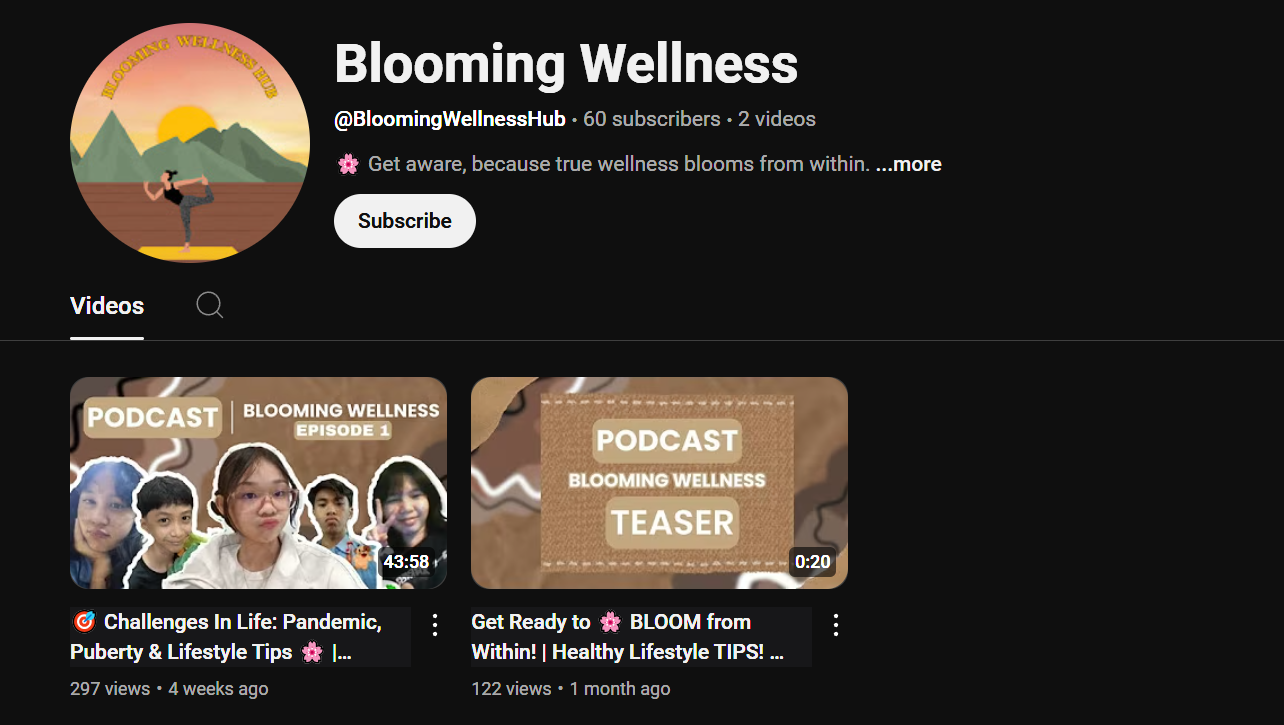 BLOOMING WELLNESS HUB
Blooming Wellness
@BloomingWellnessHub • 60 subscribers • 2 videos
🌸 Get aware, because true wellness blooms from within. ...more
Subscribe
Videos
PODCAST | BLOOMING WELLNESS
EPISODE 1
43:58
PODCAST
BLOOMING WELLNESS
TEASER
0:20
🎯 Challenges In Life: Pandemic,
Puberty & Lifestyle Tips 🌸 |...
297 views • 4 weeks ago
Get Ready to 🌸 BLOOM from
Within! | Healthy Lifestyle TIPS! ...
122 views • 1 month ago